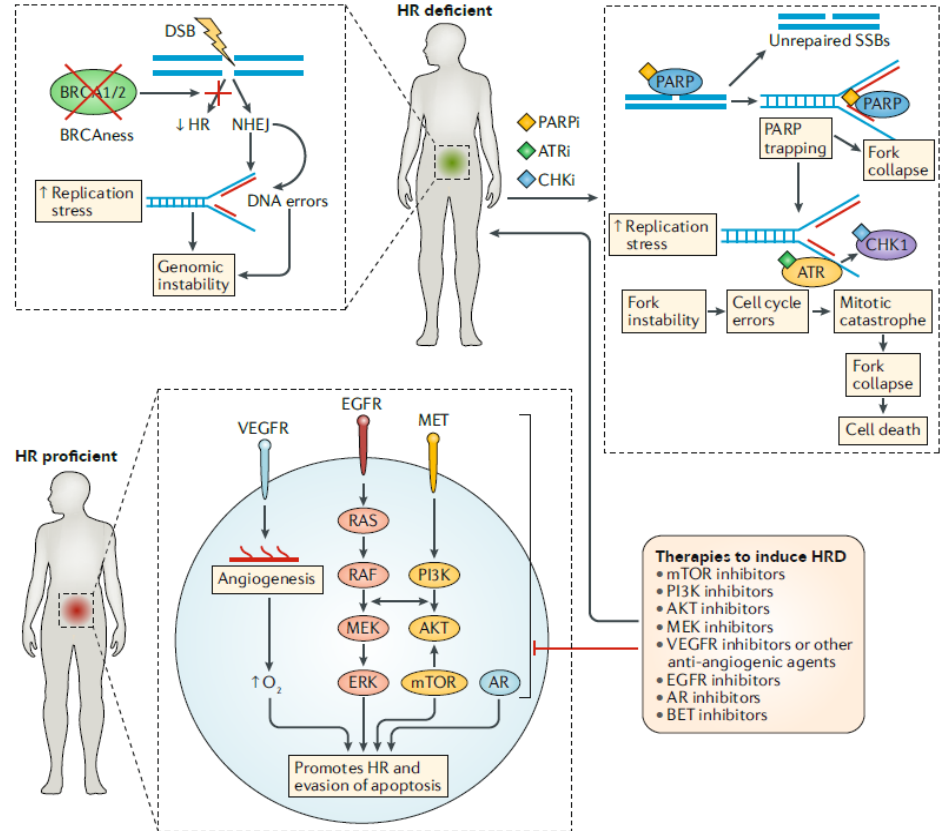 HR deficient
DSB
BRCA1/2
BRCAness
↓ HR
NHEJ
↑ Replication
stress
DNA errors
Genomic
instability
PARPi
ATRi
CHKi
Unrepaired SSBs
PARP
PARP
PARP
trapping
Fork
collapse
↑ Replication
stress
CHK1
ATR
Fork
instability
Cell cycle
errors
Mitotic
catastrophe
Fork
collapse
Cell death
HR proficient
VEGFR
EGFR
MET
RAS
Angiogenesis
RAF
PI3K
MEK
AKT
↑ O₂
ERK
mTOR
AR
Promotes HR and
evasion of apoptosis
Therapies to induce HRD
• mTOR inhibitors
• PI3K inhibitors
• AKT inhibitors
• MEK inhibitors
• VEGFR inhibitors or other
anti-angiogenic agents
• EGFR inhibitors
• AR inhibitors
• BET inhibitors